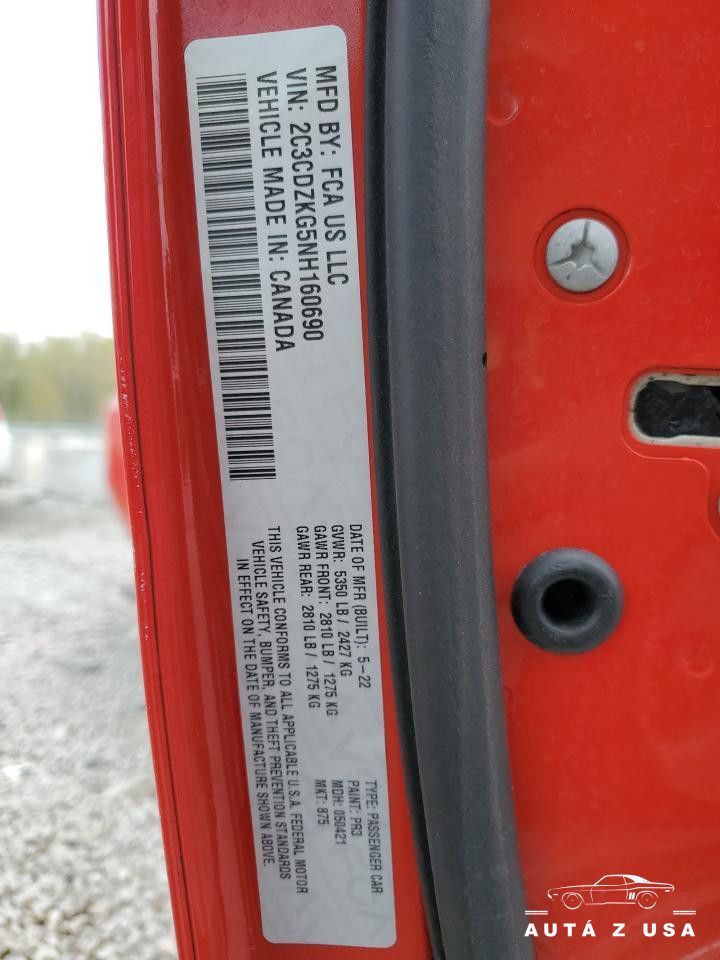 MFD BY: FCA US LLC
VIN: 2C3CDZKG5NH160690
VEHICLE MADE IN: CANADA
DATE OF MFR (BUILT): 5-22
GVWR: 5350 LB / 2427 KG
GAWR FRONT: 2810 LB / 1275 KG
GAWR REAR: 2810 LB / 1275 KG
THIS VEHICLE CONFORMS TO ALL APPLICABLE U.S.A. FEDERAL MOTOR
VEHICLE SAFETY, BUMPER, AND THEFT PREVENTION STANDARDS
IN EFFECT ON THE DATE OF MANUFACTURE SHOWN ABOVE.
TYPE: PASSENGER CAR
PAINT: PR3
MDH: 050421
MKT: 875
AUTÁ Z USA